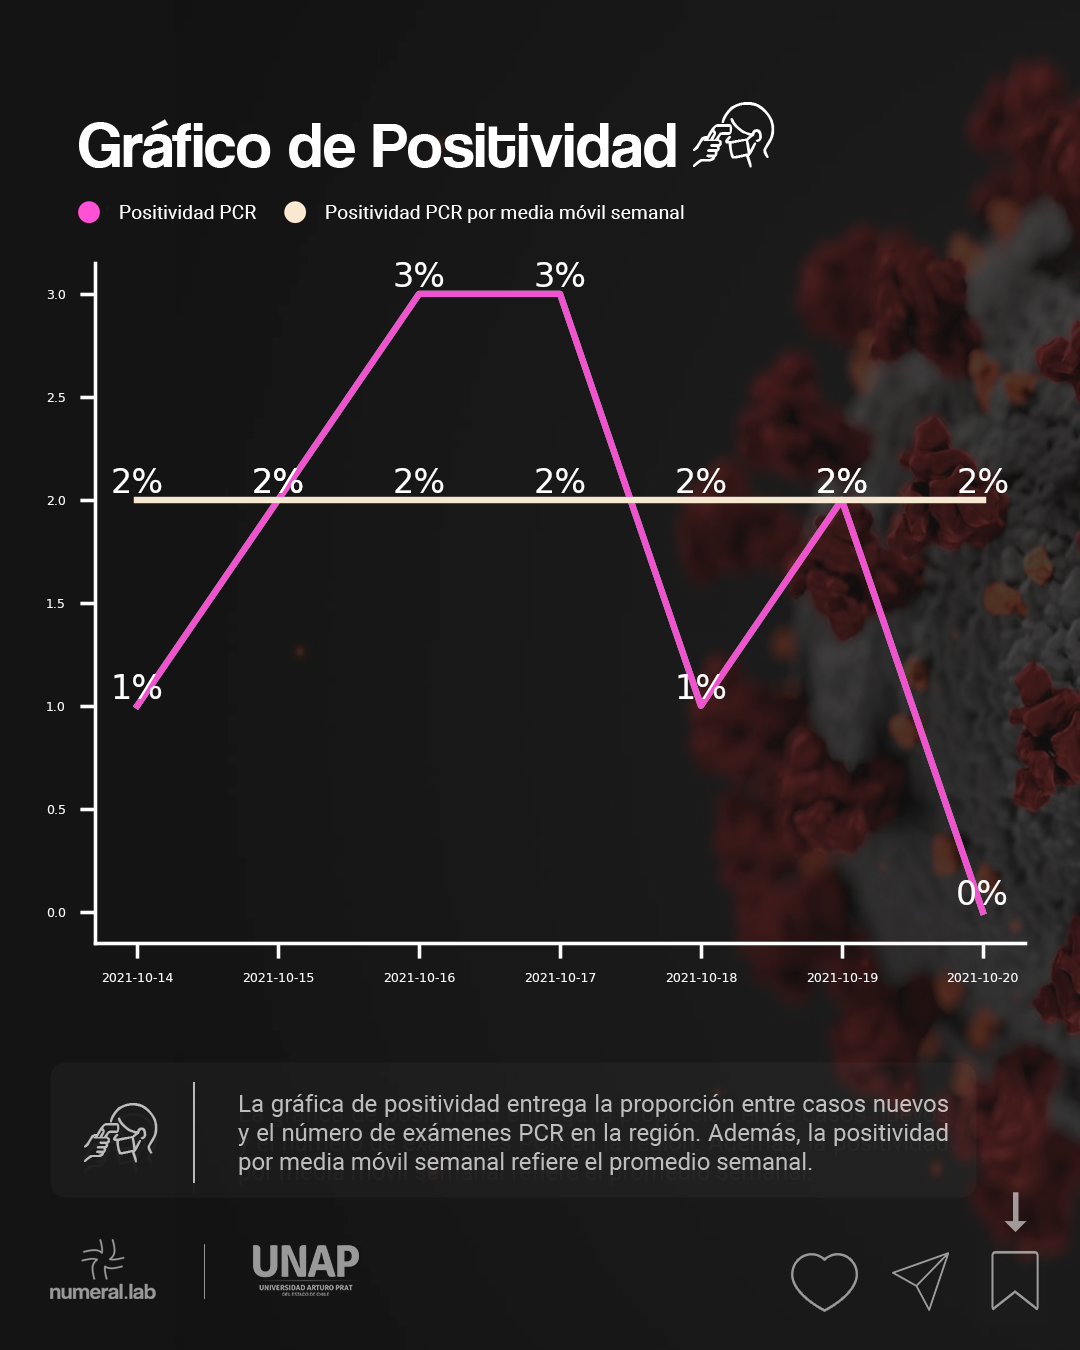 Gráfico de Positividad
Positividad PCR
Positividad PCR por media móvil semanal
3% 3%
3.0
2.5
2% 2% 2% 2% 2% 2% 2%
2.0
1.5
1% 1%
1.0
0.5
0%
0.0
2021-10-14 2021-10-15 2021-10-16 2021-10-17 2021-10-18 2021-10-19 2021-10-20
La gráfica de positividad entrega la proporción entre casos nuevos
y el número de exámenes PCR en la región. Además, la positividad
por media móvil semanal refiere el promedio semanal.
numeral.lab
UNAP
UNIVERSIDAD ARTURO PRAT
DEL ESTADO DE CHILE